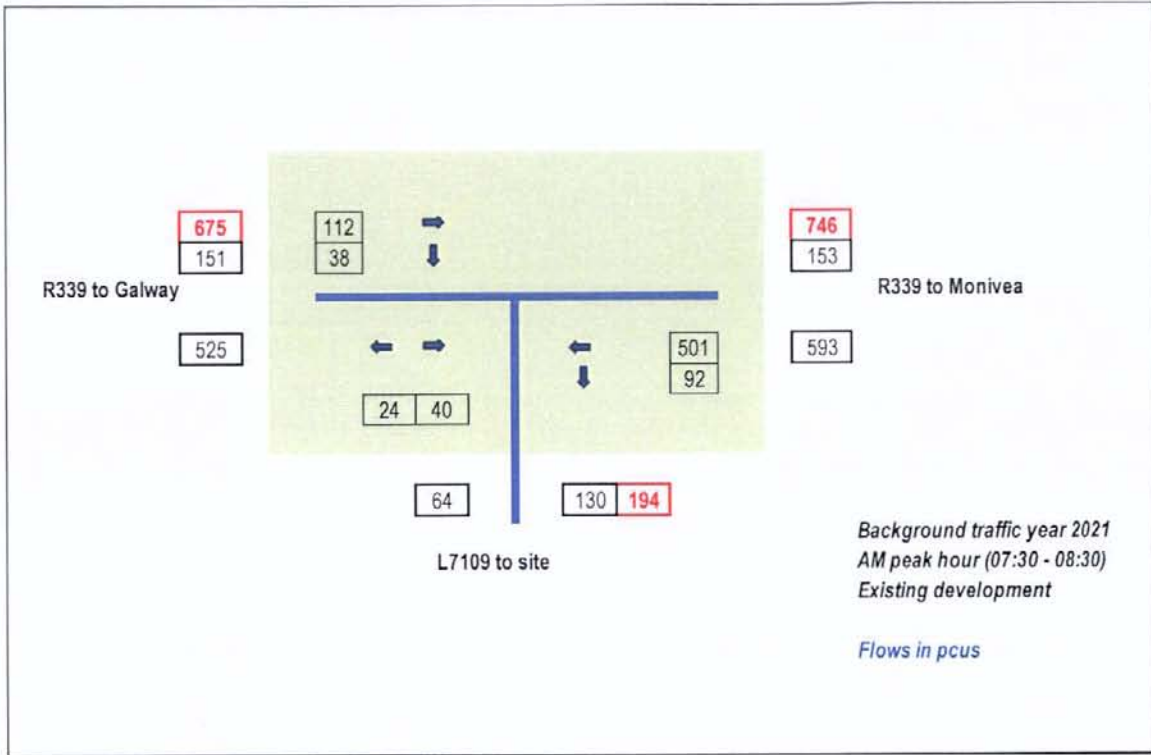 675
151
112
38
746
153
R339 to Galway
R339 to Monivea
525
501
92
593
24 40
64
130 194
L7109 to site
Background traffic year 2021
AM peak hour (07:30 - 08:30)
Existing development
Flows in pcus